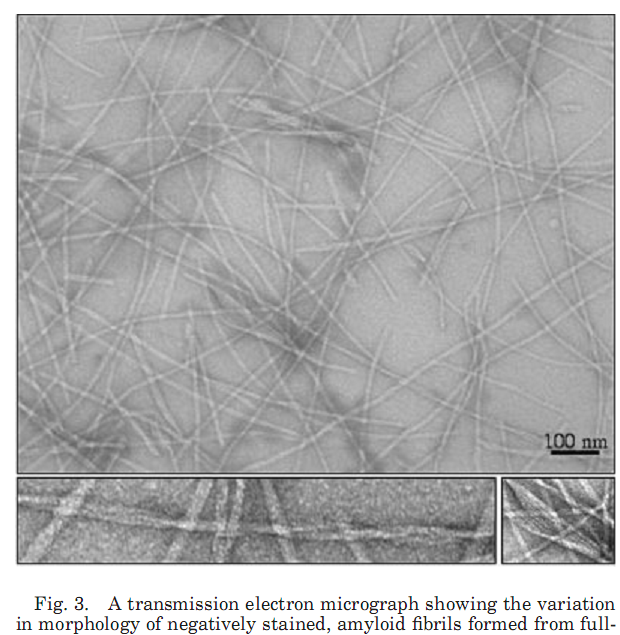 100 nm
Fig. 3. A transmission electron micrograph showing the variation
in morphology of negatively stained, amyloid fibrils formed from full-